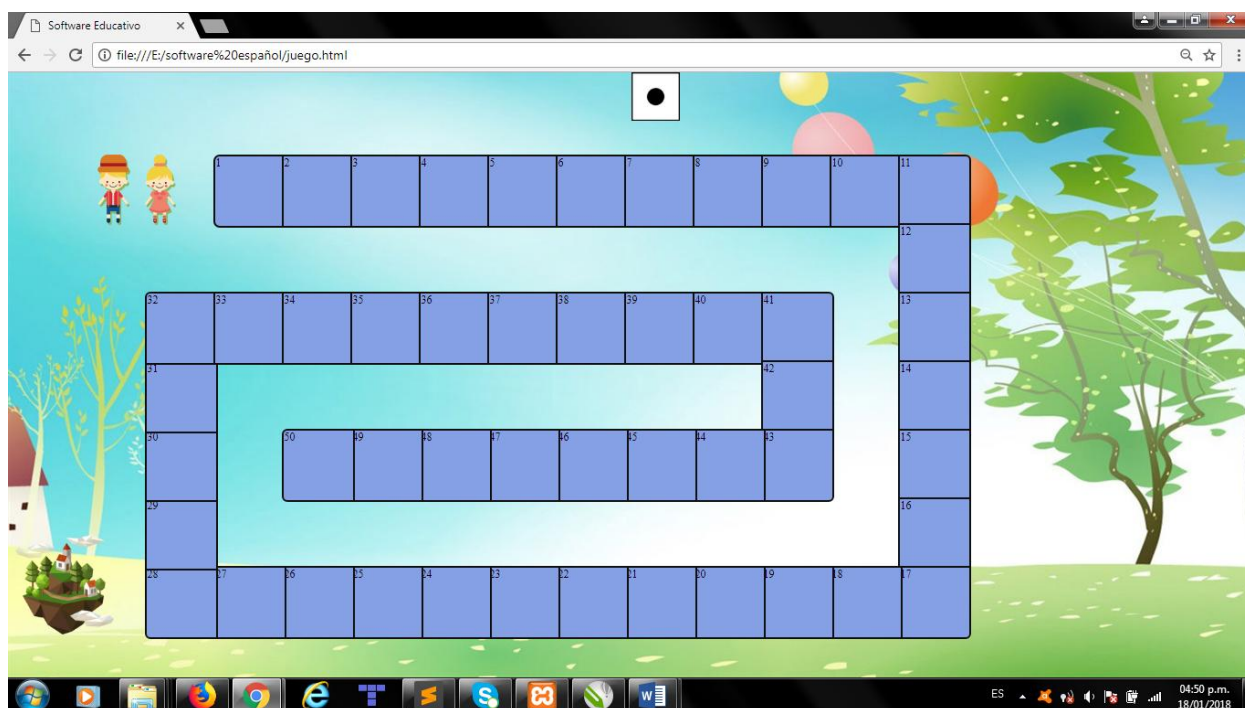 Software Educativo
file:///E:/software%20español/juego.html
1 2 3 4 5 6 7 8 9 10 11
12
32 33 34 35 36 37 38 39 40 41 13
31 42 14
30 50 49 48 47 46 45 44 43 15
29 16
28 27 26 25 24 23 22 21 20 19 18 17
ES 04:50 p.m.
18/01/2018